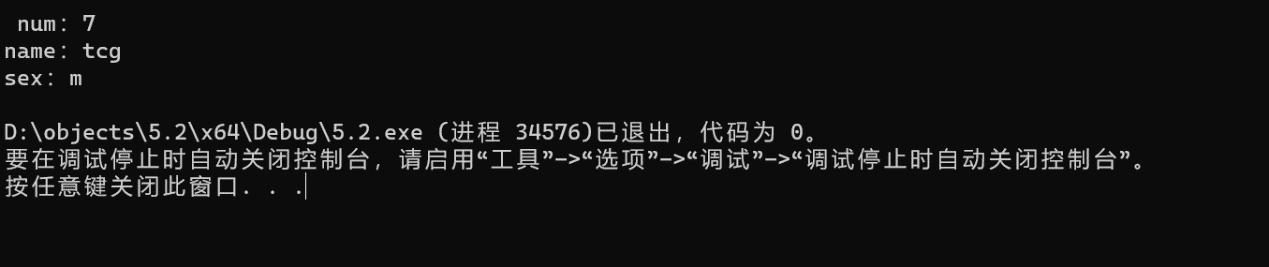 num: 7
name: tcg
sex: m
D:\objects\5.2\x64\Debug\5.2.exe (进程 34576)已退出，代码为 0。
要在调试停止时自动关闭控制台，请启用“工具”->“选项”->“调试”->“调试停止时自动关闭控制台”。
按任意键关闭此窗口. . .